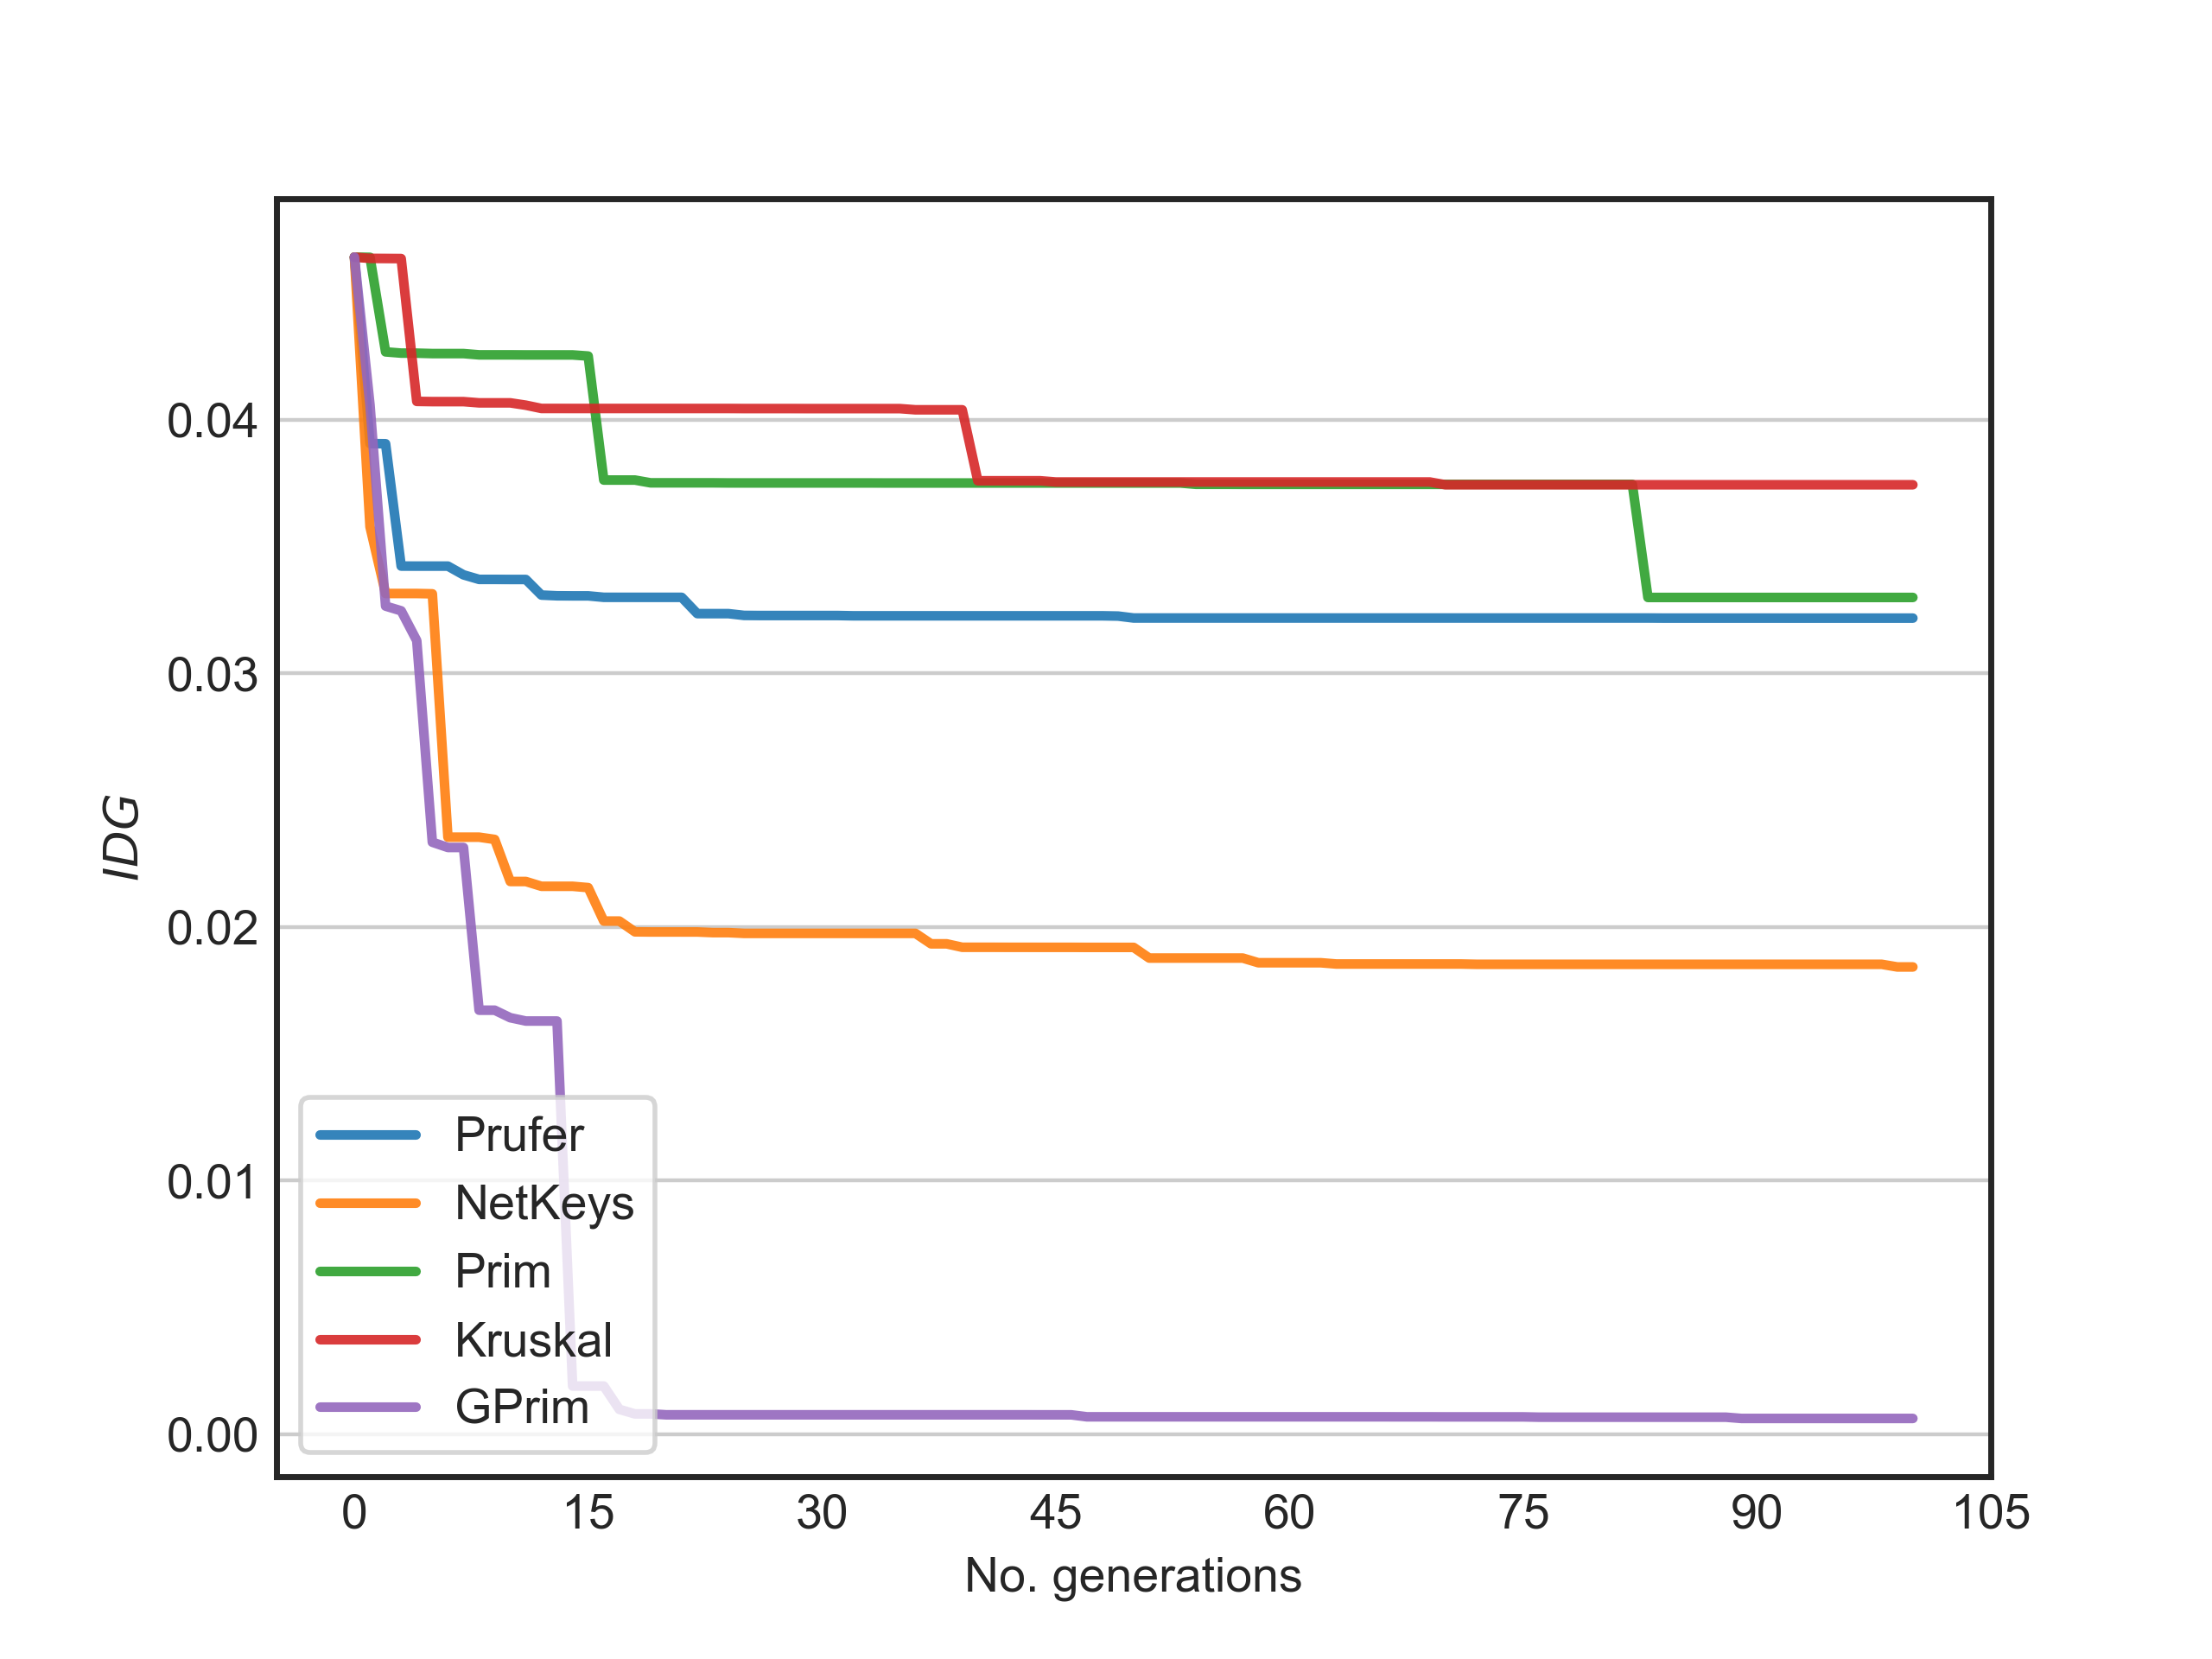 0.04
0.03
0.02
0.01
0.00
IDG
Prufer
NetKeys
Prim
Kruskal
GPrim
0 15 30 45 60 75 90 105
No. generations